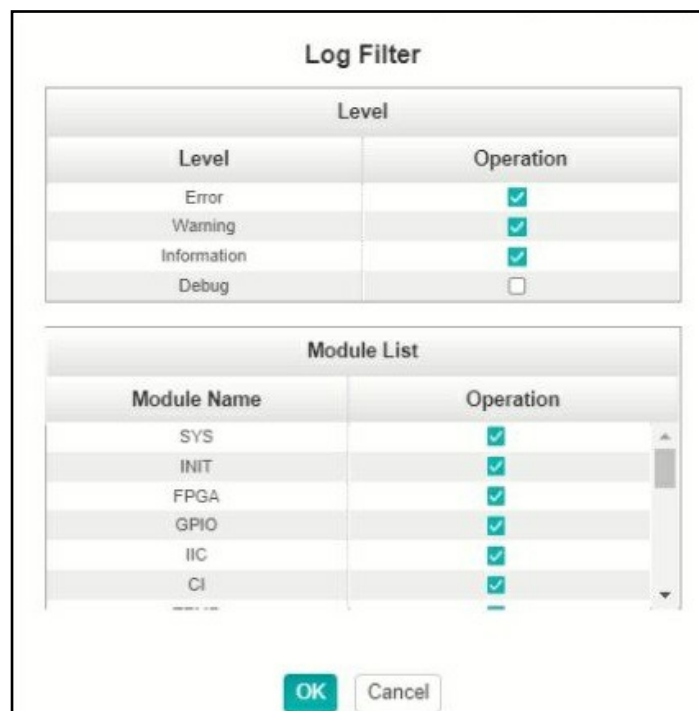 Log Filter
Level
Level Operation
Error
Warning
Information
Debug
Module List
Module Name Operation
SYS
INIT
FPGA
GPIO
IIC
CI
OK Cancel